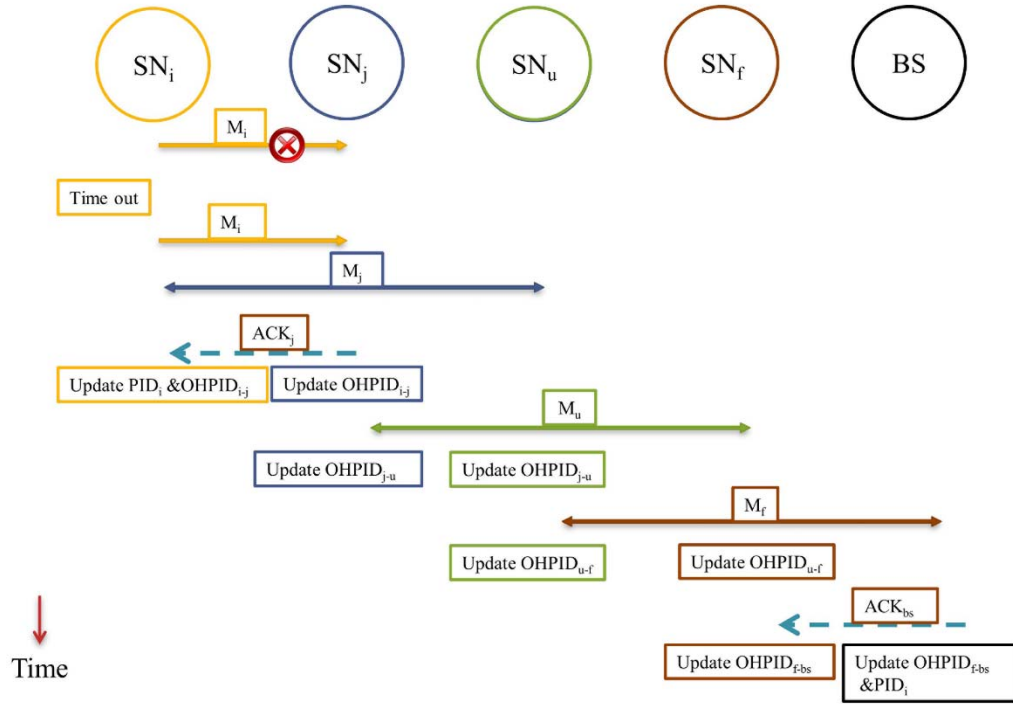 SNi
SNj
SNu
SNf
BS
Mi
Time out
Mi
Mj
ACKj
Update PIDi &OHPIDi-j
Update OHPIDi-j
Mu
Update OHPIDj-u
Update OHPIDj-u
Mf
Update OHPIDu-f
Update OHPIDu-f
ACKbs
Time
Update OHPIDf-bs
Update OHPIDf-bs
&PIDi